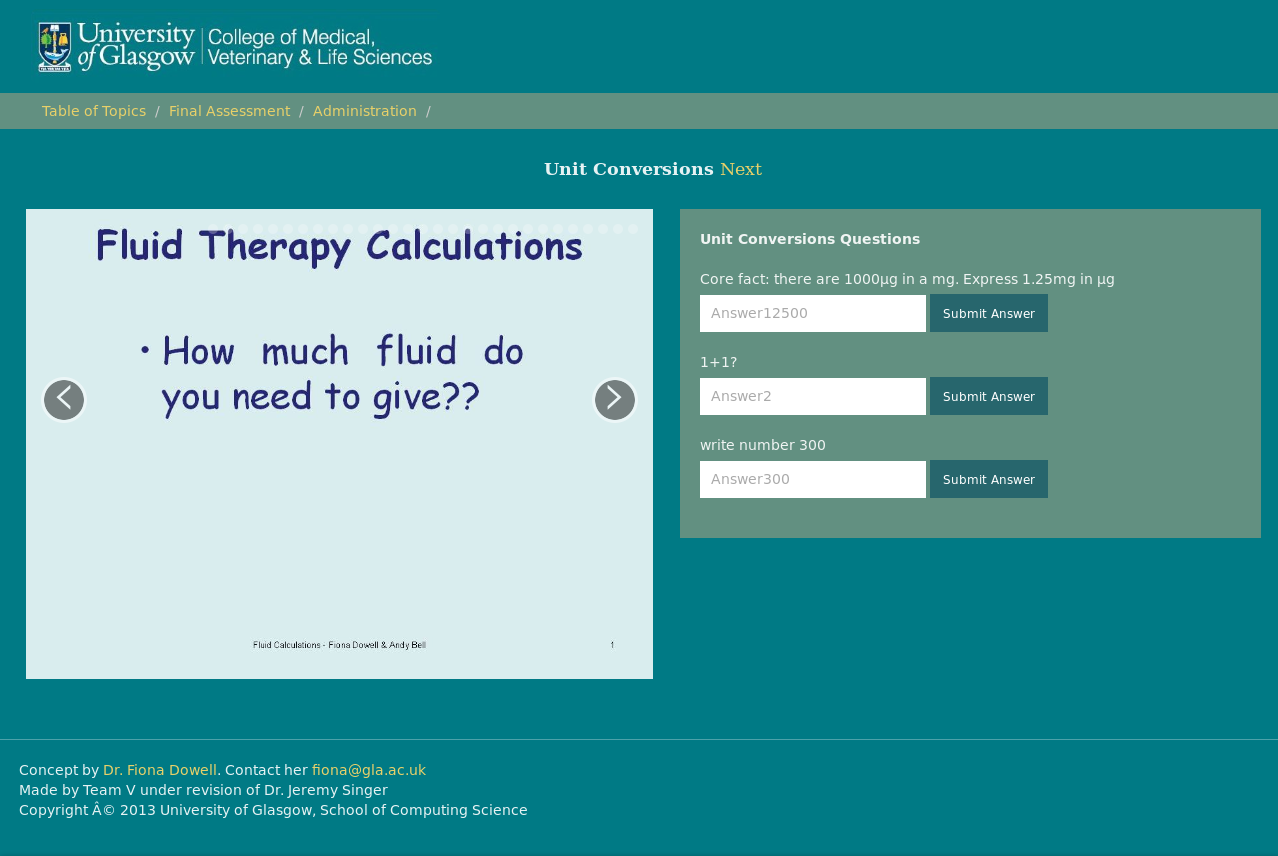 University of Glasgow
College of Medical, Veterinary & Life Sciences
Table of Topics / Final Assessment / Administration /
Unit Conversions Next
Fluid Therapy Calculations
• How much fluid do
you need to give??
Fluid Calculations - Fiona Dowell & Andy Bell 1
Unit Conversions Questions
Core fact: there are 1000µg in a mg. Express 1.25mg in µg
Answer12500 Submit Answer
1+1?
Answer2 Submit Answer
write number 300
Answer300 Submit Answer
Concept by Dr. Fiona Dowell. Contact her fiona@gla.ac.uk
Made by Team V under revision of Dr. Jeremy Singer
Copyright Â© 2013 University of Glasgow, School of Computing Science